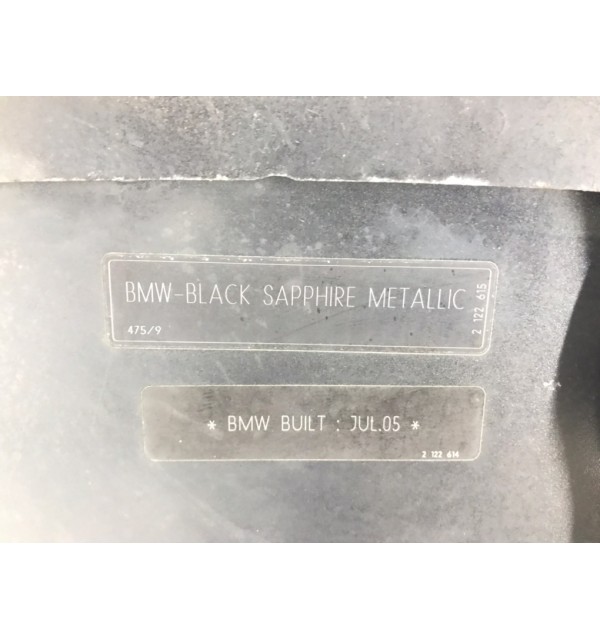 BMW-BLACK SAPPHIRE METALLIC
475/9
2 122 615
* BMW BUILT : JUL.05 *
2 122 614